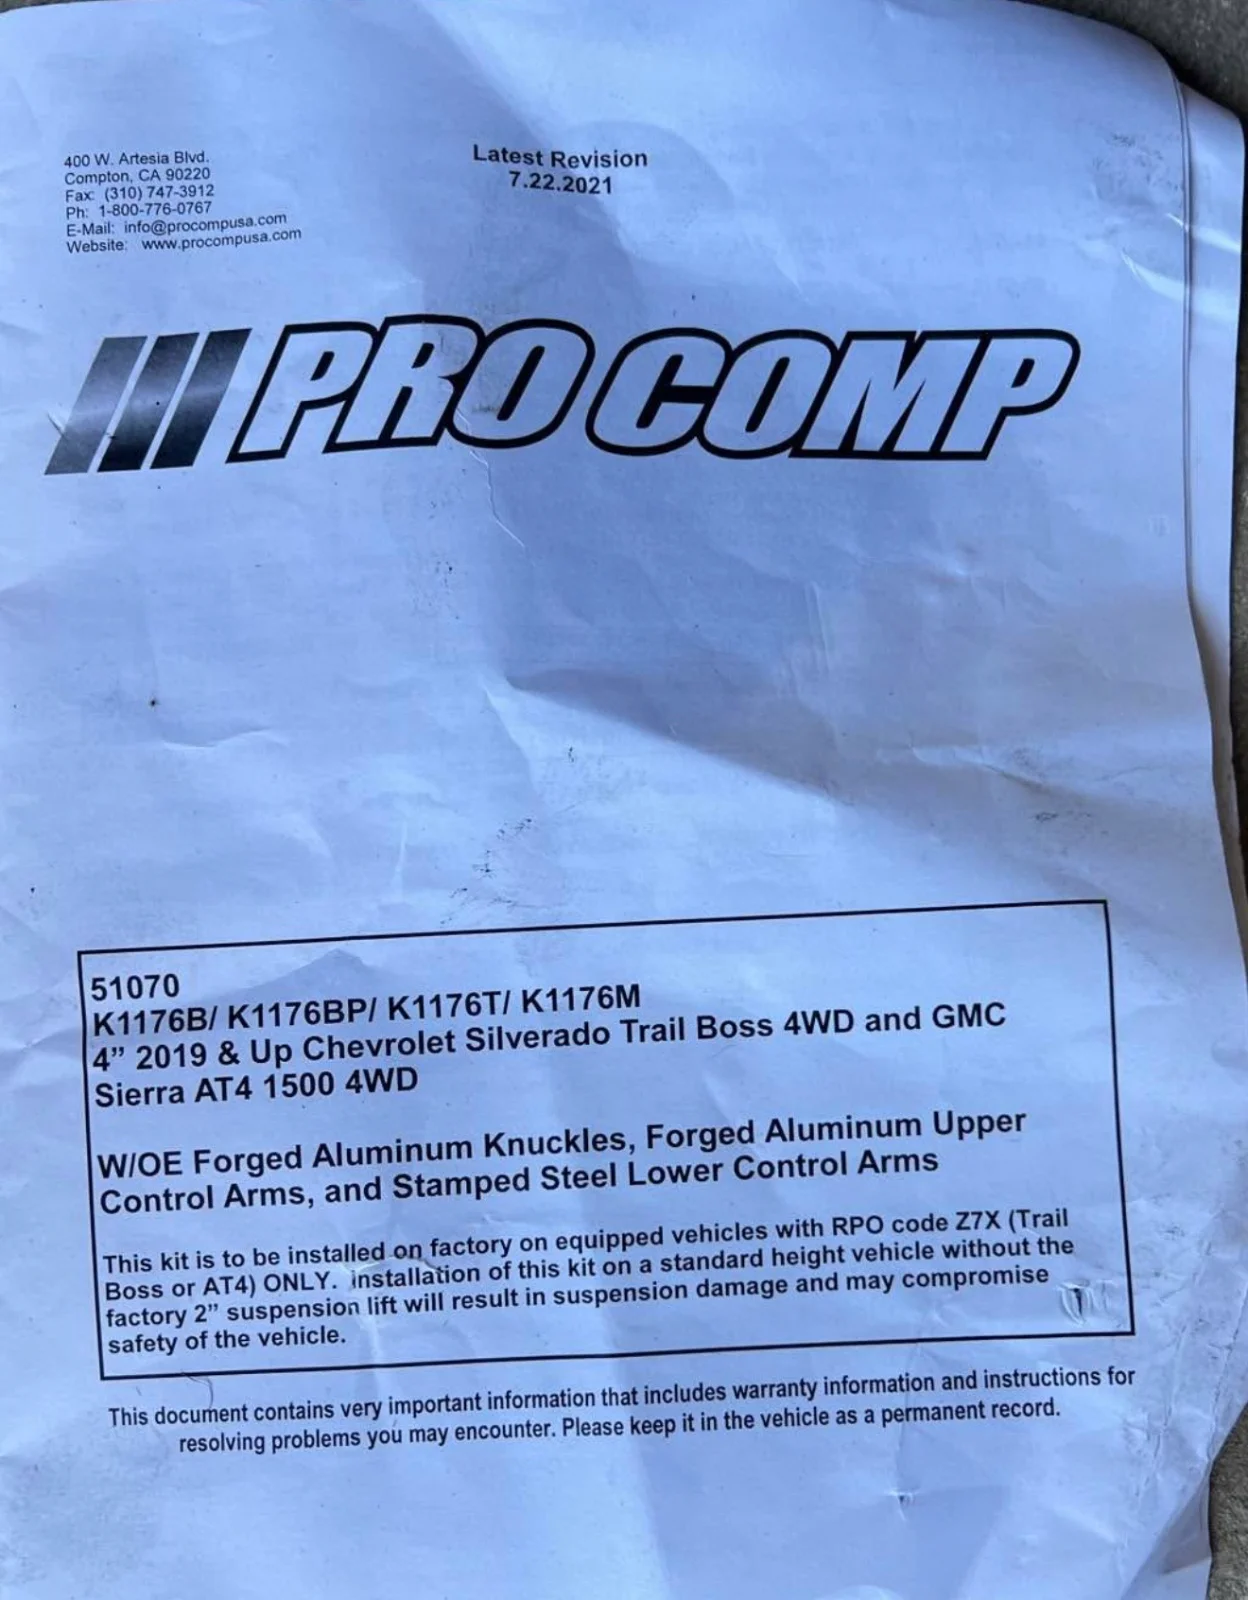 400 W. Artesia Blvd.
Compton, CA 90220
Fax: (310) 747-3912
Ph: 1-800-776-0767
E-Mail: info@procompusa.com
Website: www.procompusa.com
Latest Revision
7.22.2021
PRO COMP
51070
K1176B/ K1176BP/ K1176T/ K1176M
4” 2019 & Up Chevrolet Silverado Trail Boss 4WD and GMC
Sierra AT4 1500 4WD
W/OE Forged Aluminum Knuckles, Forged Aluminum Upper
Control Arms, and Stamped Steel Lower Control Arms
This kit is to be installed on factory on equipped vehicles with RPO code Z7X (Trail
Boss or AT4) ONLY. installation of this kit on a standard height vehicle without the
factory 2” suspension lift will result in suspension damage and may compromise
safety of the vehicle.
This document contains very important information that includes warranty information and instructions for
resolving problems you may encounter. Please keep it in the vehicle as a permanent record.